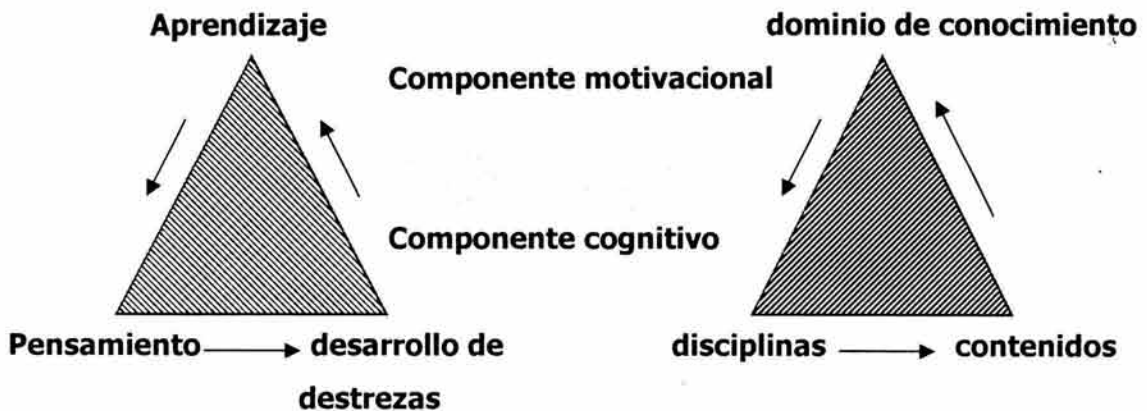 Aprendizaje
dominio de conocimiento
Componente motivacional
Componente cognitivo
Pensamiento
desarrollo de
destrezas
disciplinas
contenidos